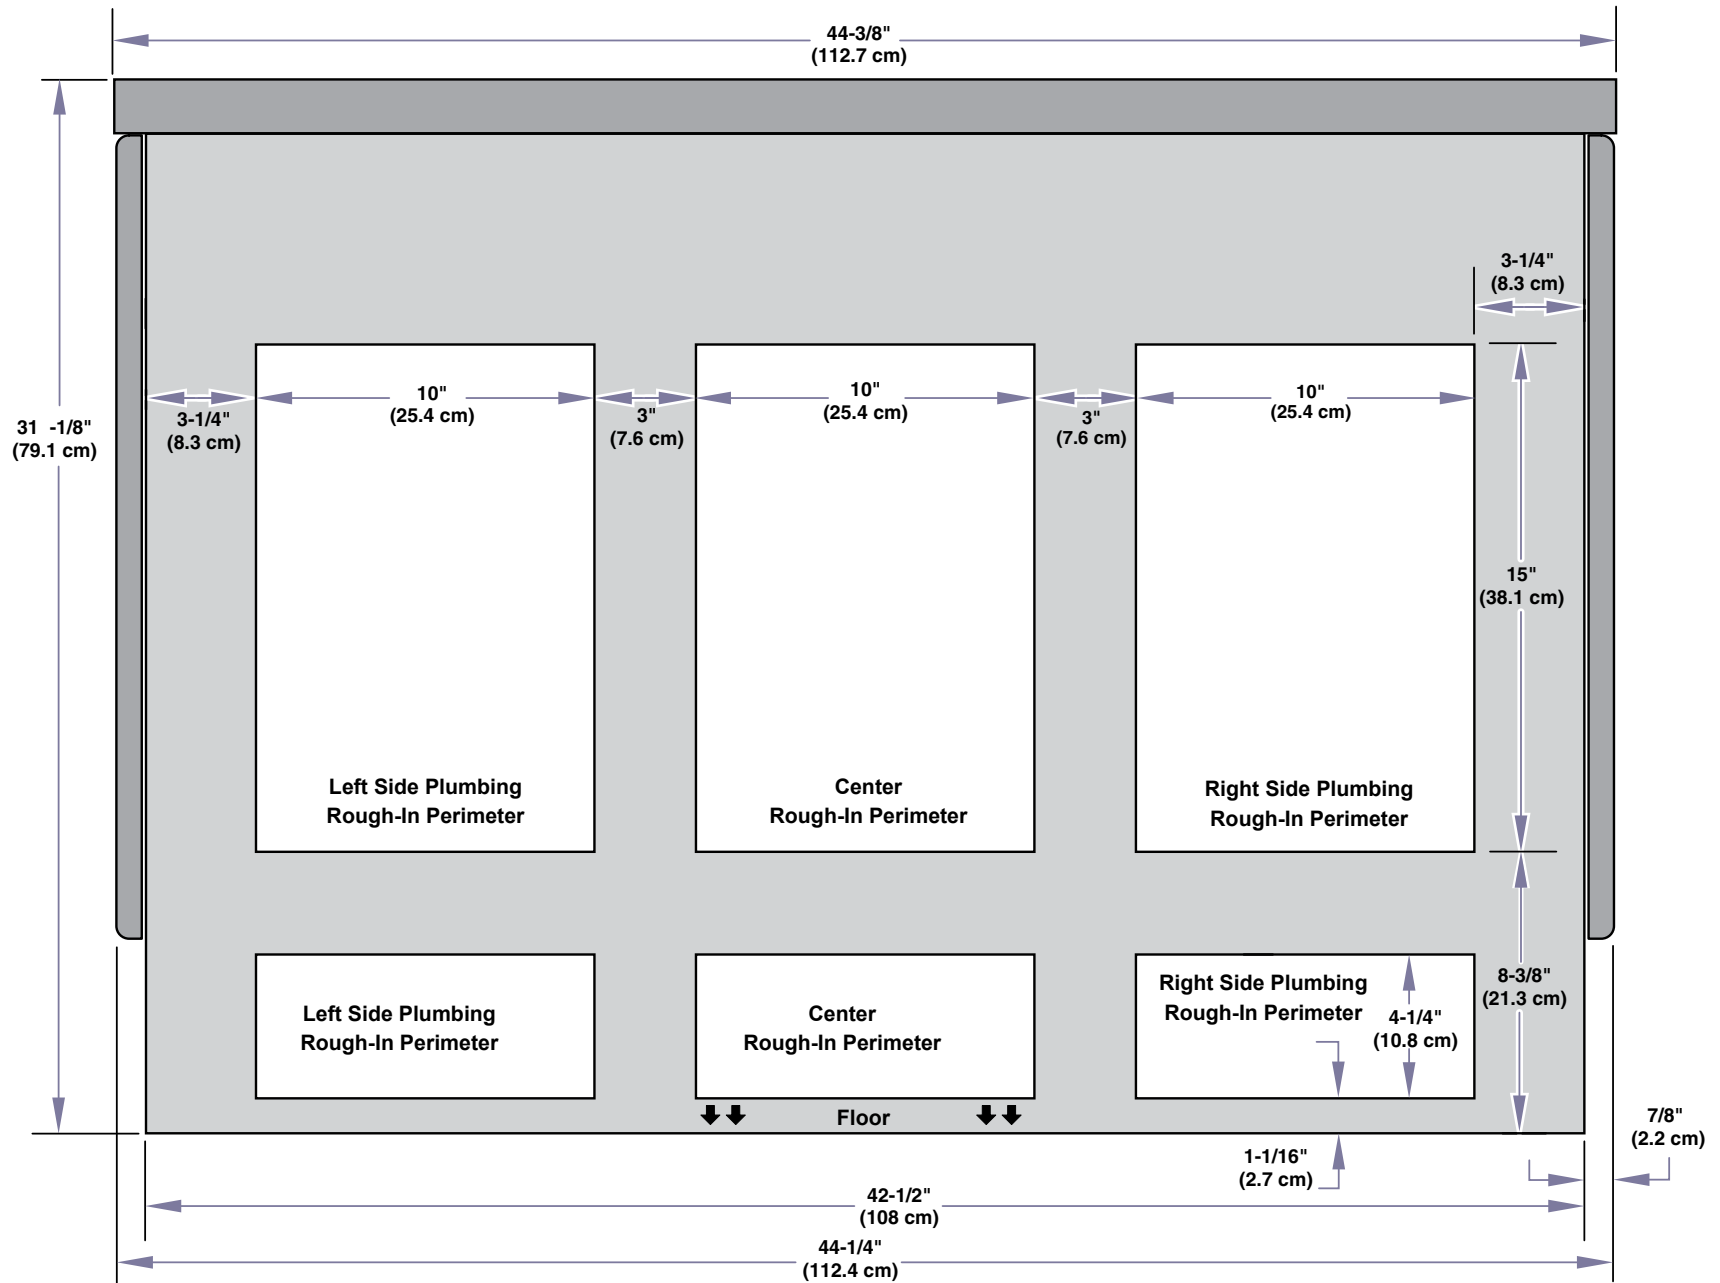 44-3/8"
(112.7 cm)
3-1/4"
(8.3 cm)
31 -1/8"
(79.1 cm)
3-1/4"
(8.3 cm)
10"
(25.4 cm)
3"
(7.6 cm)
10"
(25.4 cm)
3"
(7.6 cm)
10"
(25.4 cm)
15"
(38.1 cm)
Left Side Plumbing
Rough-In Perimeter
Center
Rough-In Perimeter
Right Side Plumbing
Rough-In Perimeter
Left Side Plumbing
Rough-In Perimeter
Center
Rough-In Perimeter
Right Side Plumbing
Rough-In Perimeter
4-1/4"
(10.8 cm)
8-3/8"
(21.3 cm)
Floor
7/8"
(2.2 cm)
1-1/16"
(2.7 cm)
42-1/2"
(108 cm)
44-1/4"
(112.4 cm)